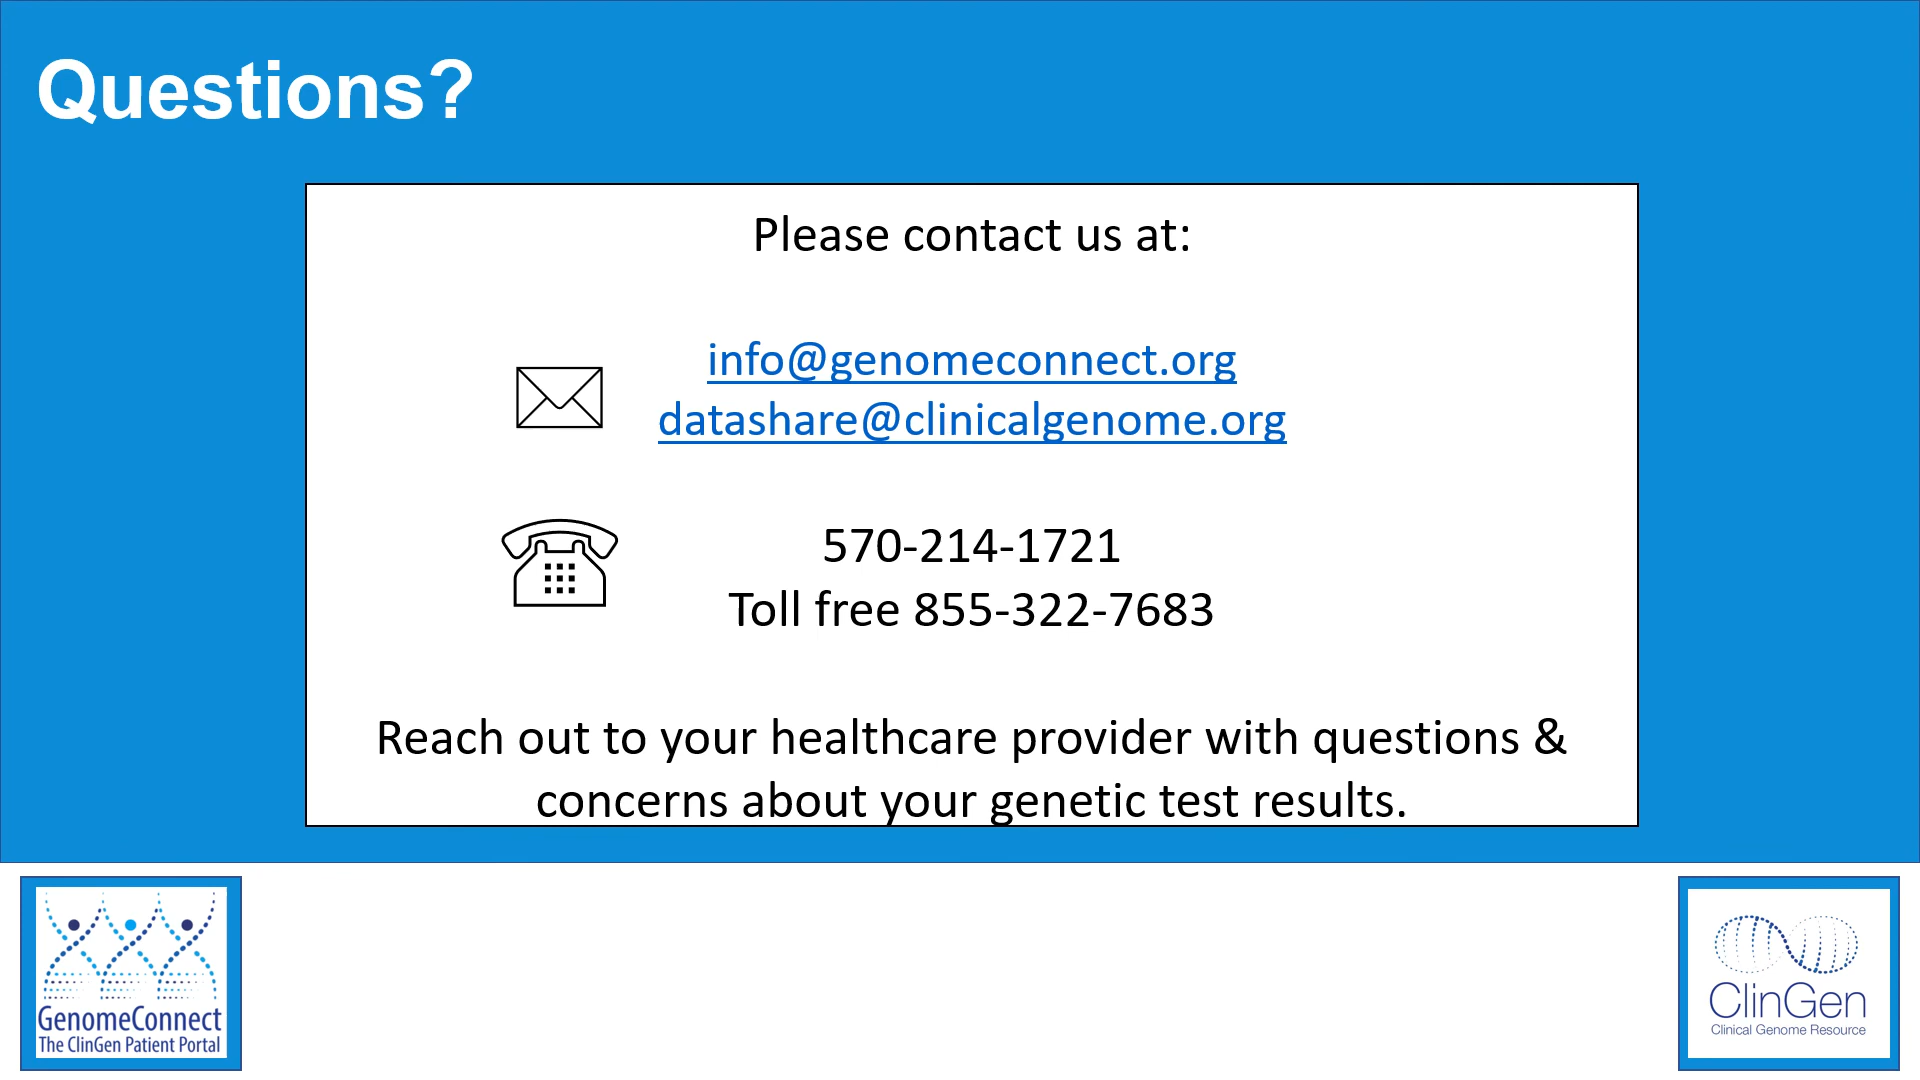 Questions?
Please contact us at:
info@genomeconnect.org
datashare@clinicalgenome.org
570-214-1721
Toll free 855-322-7683
Reach out to your healthcare provider with questions &
concerns about your genetic test results.
GenomeConnect
The ClinGen Patient Portal
ClinGen
Clinical Genome Resource